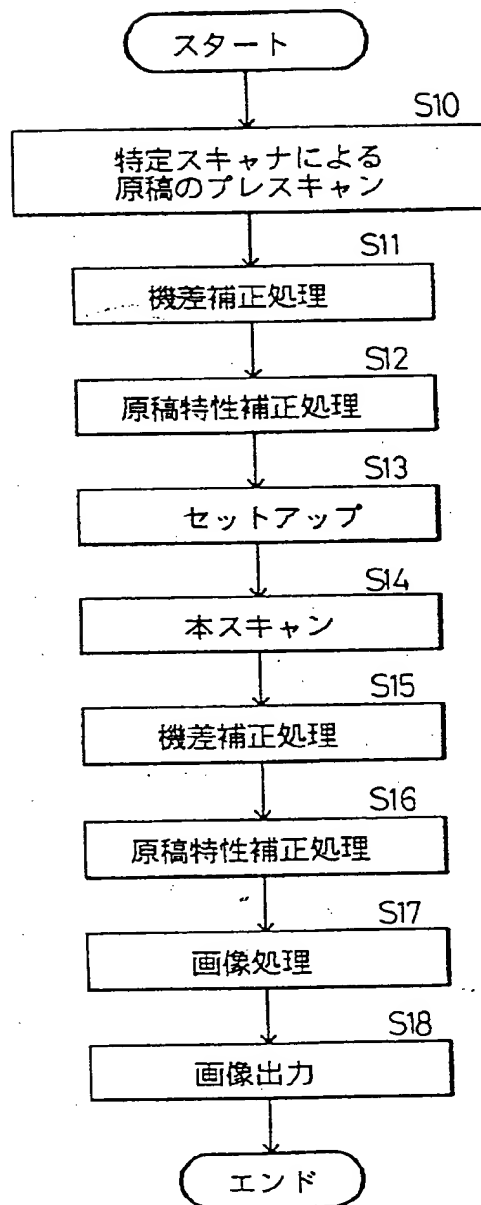 スタート
S10
特定スキャナによる
原稿のプレスキャン
S11
機差補正処理
S12
原稿特性補正処理
S13
セットアップ
S14
本スキャン
S15
機差補正処理
S16
原稿特性補正処理
S17
画像処理
S18
画像出力
エンド